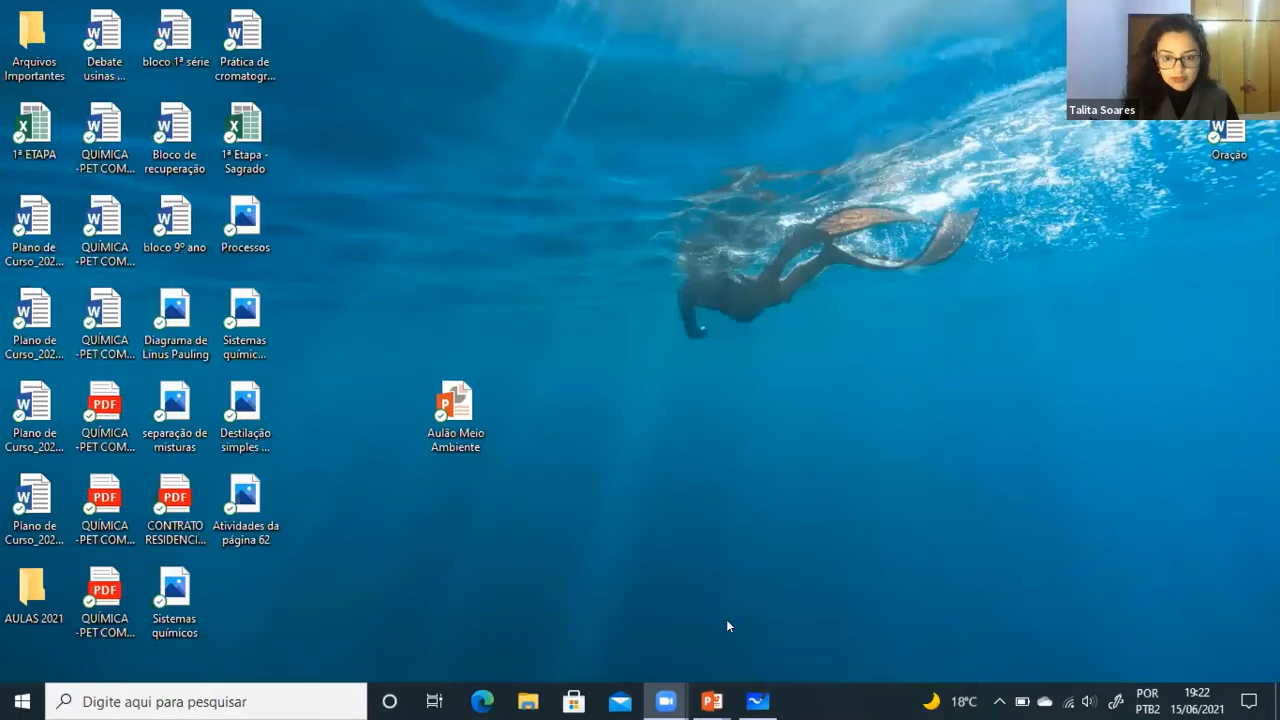 Arquivos
Importantes
Debate
usinas ...
bloco 1ª série
Prática de
cromatogr...
Talita Soares
1ª ETAPA
QUÍMICA
-PET COM...
Bloco de
recuperação
1ª Etapa -
Sagrado
Oração
Plano de
Curso_202...
QUÍMICA
-PET COM...
bloco 9º ano
Processos
Plano de
Curso_202...
QUÍMICA
-PET COM...
Diagrama de
Linus Pauling
Sistemas
químic...
Plano de
Curso_202...
PDF
QUÍMICA
-PET COM...
separação de
misturas
Destilação
simples ...
Aulão Meio
Ambiente
Plano de
Curso_202...
PDF
QUÍMICA
-PET COM...
PDF
CONTRATO
RESIDENCI...
Atividades da
página 62
AULAS 2021
PDF
QUÍMICA
-PET COM...
Sistemas
químicos
Digite aqui para pesquisar
18°C
POR
PTB2
19:22
15/06/2021